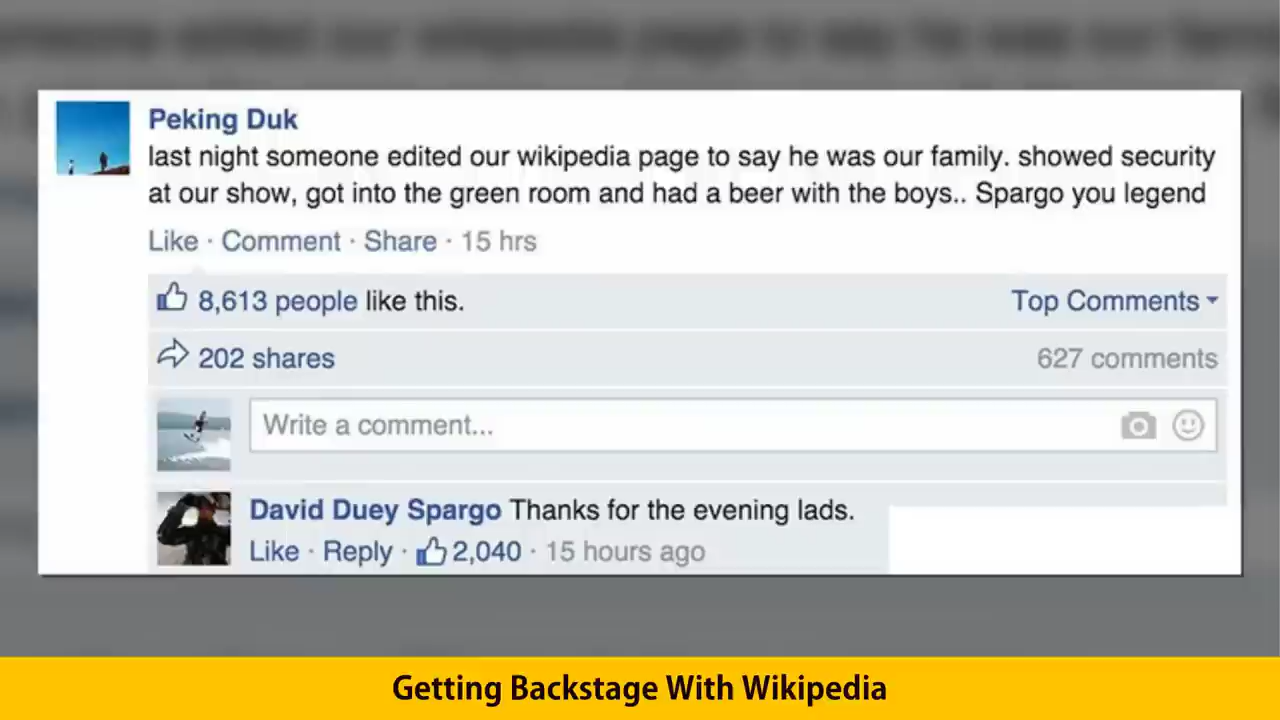 Peking Duk
last night someone edited our wikipedia page to say he was our family. showed security
at our show, got into the green room and had a beer with the boys.. Spargo you legend
Like · Comment · Share · 15 hrs
8,613 people like this.
Top Comments
202 shares
627 comments
Write a comment...
David Duey Spargo Thanks for the evening lads.
Like · Reply · 2,040 · 15 hours ago
Getting Backstage With Wikipedia